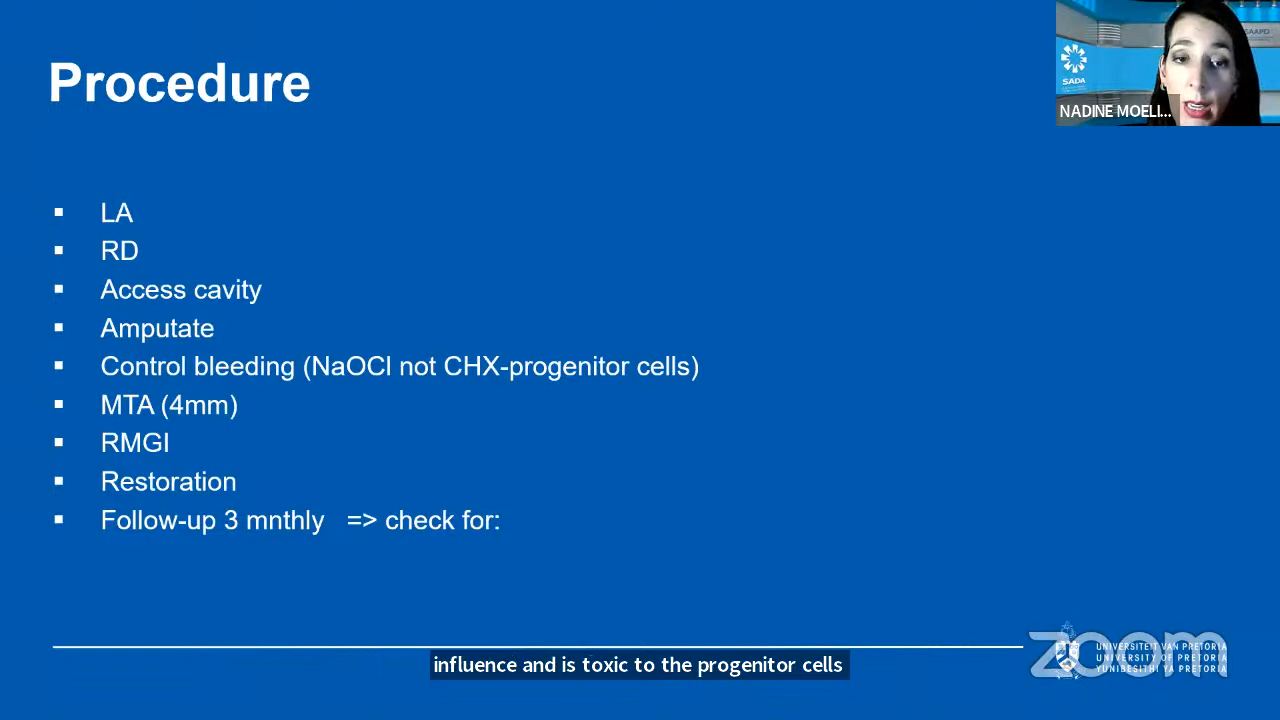 Procedure
SADA
SAAPD
NADINE MOELI...
▪ LA
▪ RD
▪ Access cavity
▪ Amputate
▪ Control bleeding (NaOCl not CHX-progenitor cells)
▪ MTA (4mm)
▪ RMGI
▪ Restoration
▪ Follow-up 3 mnthly => check for:
zoom
UNIVERSITEIT VAN PRETORIA
UNIVERSITY OF PRETORIA
YUNIBESITHI YA PRETORIA
influence and is toxic to the progenitor cells